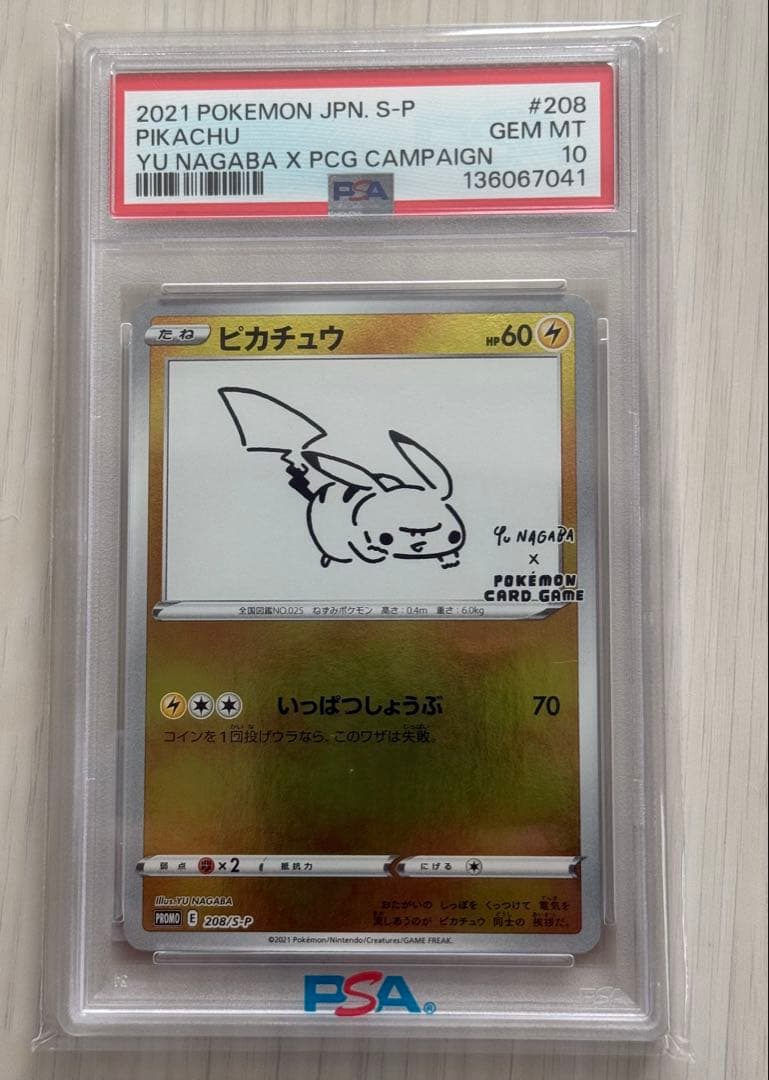 2021 POKEMON JPN. S-P #208
PIKACHU GEM MT
YU NAGABA X PCG CAMPAIGN 10
136067041
PSA
たね ピカチュウ HP60
Yu NAGABA
X
POKÉMON
CARD GAME
全国図鑑NO.025 ねずみポケモン 高さ:0.4m 重さ:6.0kg
いっぱつしょうぶ 70
コインを1回投げウラなら、このワザは失敗。
弱点 ×2 抵抗力 にげる
Illus.YU NAGABA
PROMO E 208/S-P
おたがいの しっぽを くっつけて 電気を
流しあうのが ピカチュウ 同士の 挨拶だ。
©2021 Pokémon/Nintendo/Creatures/GAME FREAK.
PSA®